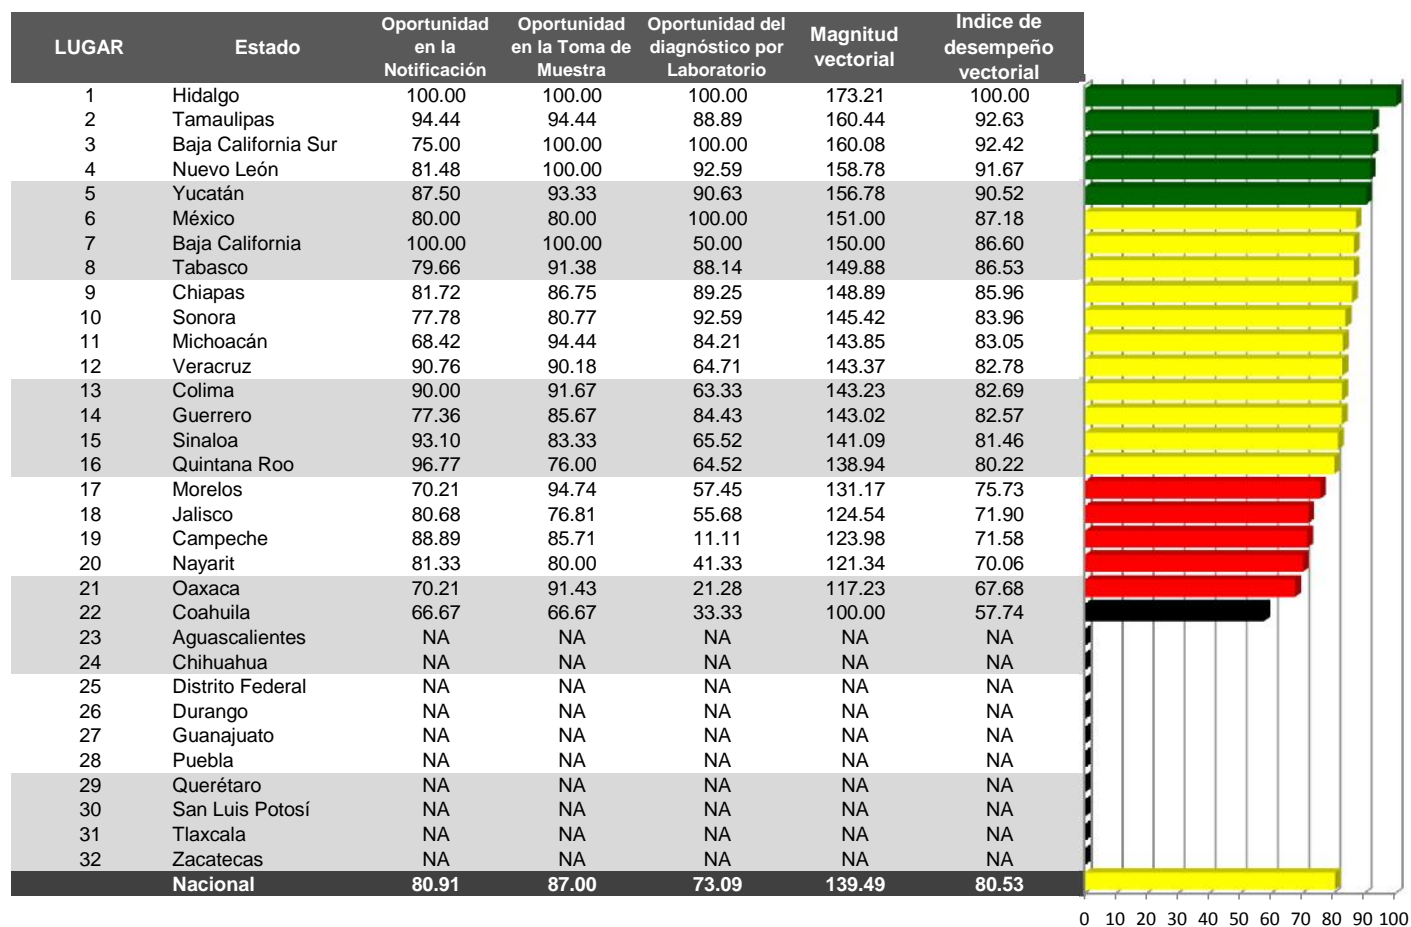 LUGAR Estado Oportunidad en la Notificación Oportunidad en la Toma de Muestra Oportunidad del diagnóstico por Laboratorio Magnitud vectorial Indice de desempeño vectorial
1 Hidalgo 100.00 100.00 100.00 173.21 100.00
2 Tamaulipas 94.44 94.44 88.89 160.44 92.63
3 Baja California Sur 75.00 100.00 100.00 160.08 92.42
4 Nuevo León 81.48 100.00 92.59 158.78 91.67
5 Yucatán 87.50 93.33 90.63 156.78 90.52
6 México 80.00 80.00 100.00 151.00 87.18
7 Baja California 100.00 100.00 50.00 150.00 86.60
8 Tabasco 79.66 91.38 88.14 149.88 86.53
9 Chiapas 81.72 86.75 89.25 148.89 85.96
10 Sonora 77.78 80.77 92.59 145.42 83.96
11 Michoacán 68.42 94.44 84.21 143.85 83.05
12 Veracruz 90.76 90.18 64.71 143.37 82.78
13 Colima 90.00 91.67 63.33 143.23 82.69
14 Guerrero 77.36 85.67 84.43 143.02 82.57
15 Sinaloa 93.10 83.33 65.52 141.09 81.46
16 Quintana Roo 96.77 76.00 64.52 138.94 80.22
17 Morelos 70.21 94.74 57.45 131.17 75.73
18 Jalisco 80.68 76.81 55.68 124.54 71.90
19 Campeche 88.89 85.71 11.11 123.98 71.58
20 Nayarit 81.33 80.00 41.33 121.34 70.06
21 Oaxaca 70.21 91.43 21.28 117.23 67.68
22 Coahuila 66.67 66.67 33.33 100.00 57.74
23 Aguascalientes NA NA NA NA NA
24 Chihuahua NA NA NA NA NA
25 Distrito Federal NA NA NA NA NA
26 Durango NA NA NA NA NA
27 Guanajuato NA NA NA NA NA
28 Puebla NA NA NA NA NA
29 Querétaro NA NA NA NA NA
30 San Luis Potosí NA NA NA NA NA
31 Tlaxcala NA NA NA NA NA
32 Zacatecas NA NA NA NA NA
Nacional 80.91 87.00 73.09 139.49 80.53
0 10 20 30 40 50 60 70 80 90 100